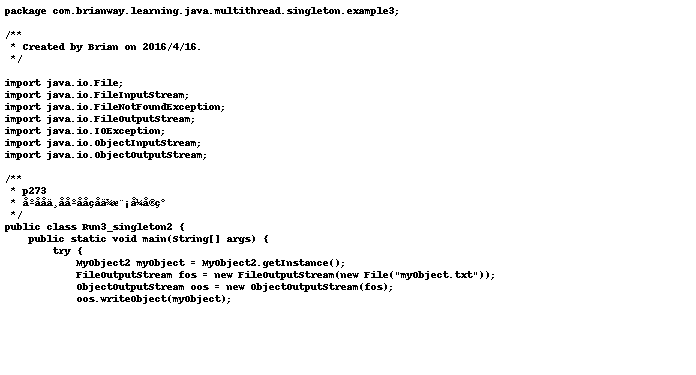 package com.brianway.learning.java.multithread.singleton.example3;
/**
 * Created by Brian on 2016/4/16.
 */
import java.io.File;
import java.io.FileInputStream;
import java.io.FileNotFoundException;
import java.io.FileOutputStream;
import java.io.IOException;
import java.io.ObjectInputStream;
import java.io.ObjectOutputStream;
/**
 * p273
 *
 */
public class Run3_singleton2 {
    public static void main(String[] args) {
        try {
            MyObject2 myObject = MyObject2.getInstance();
            FileOutputStream fos = new FileOutputStream(new File("myObject.txt"));
            ObjectOutputStream oos = new ObjectOutputStream(fos);
            oos.writeObject(myObject);